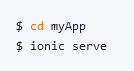 $ cd myApp
$ ionic serve